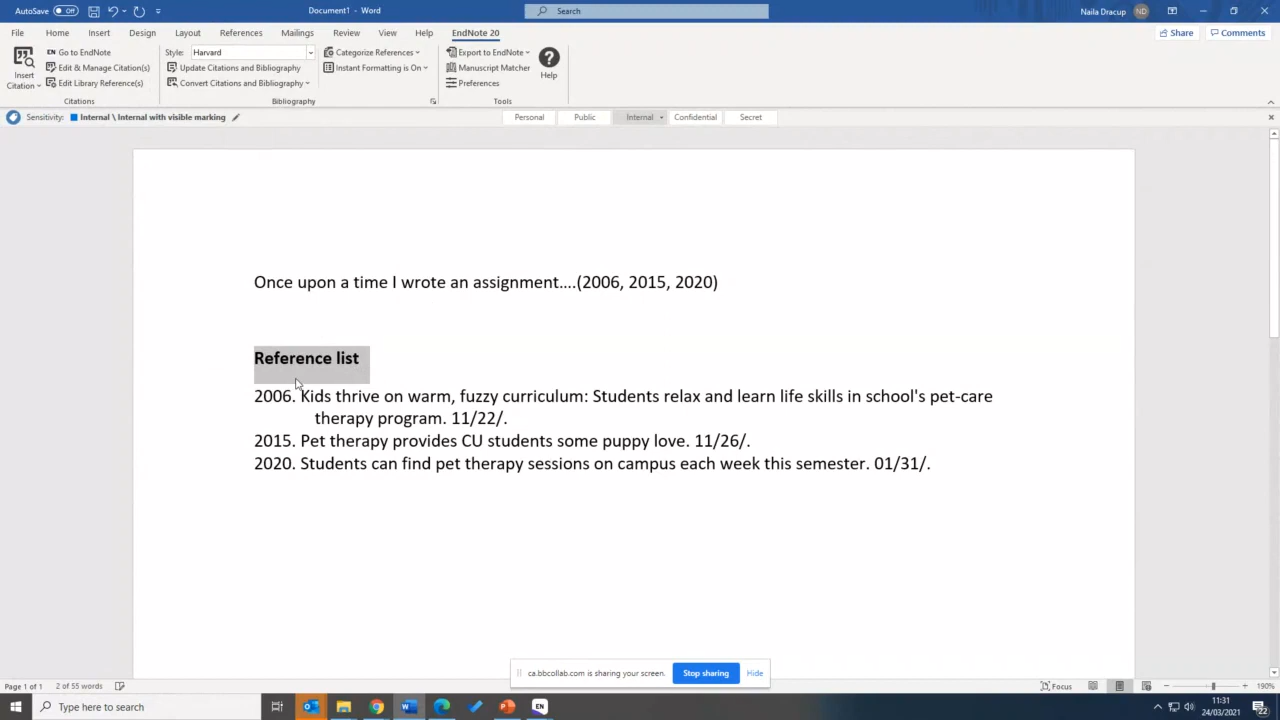 AutoSave Off Document1 - Word Search Naila Dracup ND
File Home Insert Design Layout References Mailings Review View Help EndNote 20 Share Comments
Insert Citation
Go to EndNote
Edit & Manage Citation(s)
Edit Library Reference(s)
Citations
Style: Harvard
Update Citations and Bibliography
Convert Citations and Bibliography
Categorize References
Instant Formatting is On
Bibliography
Export to EndNote
Manuscript Matcher
Preferences
Help
Tools
Sensitivity: Internal \ Internal with visible marking Personal Public Internal Confidential Secret
Once upon a time I wrote an assignment....(2006, 2015, 2020)
Reference list
2006. Kids thrive on warm, fuzzy curriculum: Students relax and learn life skills in school's pet-care
therapy program. 11/22/.
2015. Pet therapy provides CU students some puppy love. 11/26/.
2020. Students can find pet therapy sessions on campus each week this semester. 01/31/.
ca.bbcollab.com is sharing your screen. Stop sharing Hide
Page 1 of 1 2 of 55 words Focus 190%
Type here to search EN 11:31
24/03/2021 22